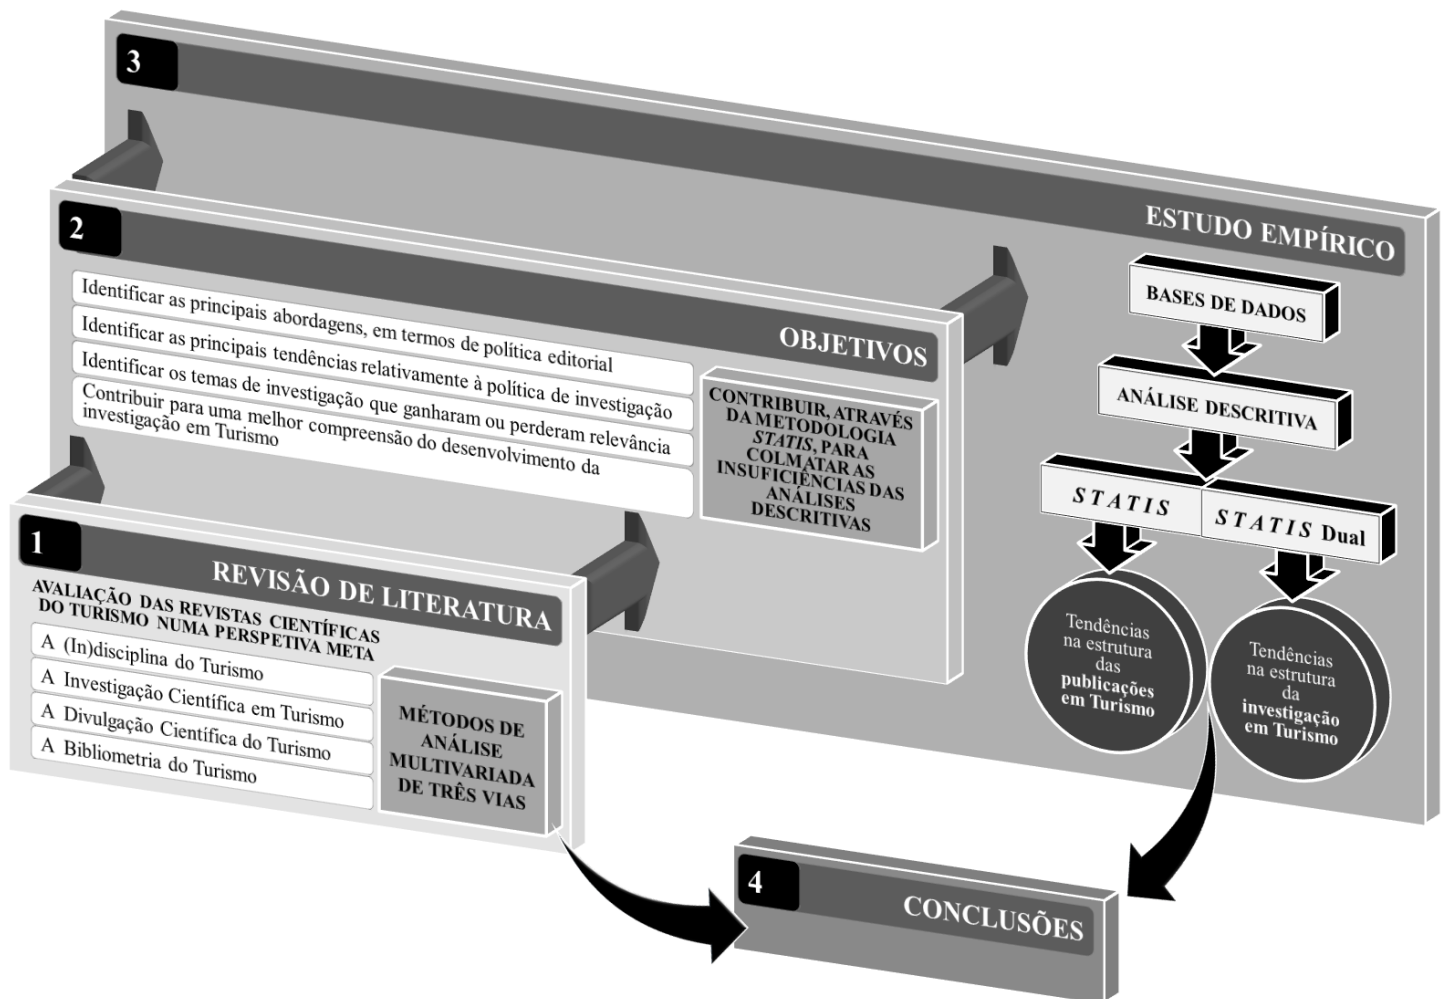 3
ESTUDO EMPÍRICO
BASES DE DADOS
ANÁLISE DESCRITIVA
STATIS
STATIS Dual
Tendências
na estrutura
das
publicações
em Turismo
Tendências
na estrutura
da
investigação
em Turismo
2
OBJETIVOS
Identificar as principais abordagens, em termos de política editorial
Identificar as principais tendências relativamente à política de investigação
Identificar os temas de investigação que ganharam ou perderam relevância
Contribuir para uma melhor compreensão do desenvolvimento da
investigação em Turismo
CONTRIBUIR, ATRAVÉS
DA METODOLOGIA
STATIS, PARA
COLMATAR AS
INSUFICIÊNCIAS DAS
ANÁLISES
DESCRITIVAS
1
REVISÃO DE LITERATURA
AVALIAÇÃO DAS REVISTAS CIENTÍFICAS
DO TURISMO NUMA PERSPETIVA META
A (In)disciplina do Turismo
A Investigação Científica em Turismo
A Divulgação Científica do Turismo
A Bibliometria do Turismo
MÉTODOS DE
ANÁLISE
MULTIVARIADA
DE TRÊS VIAS
4
CONCLUSÕES